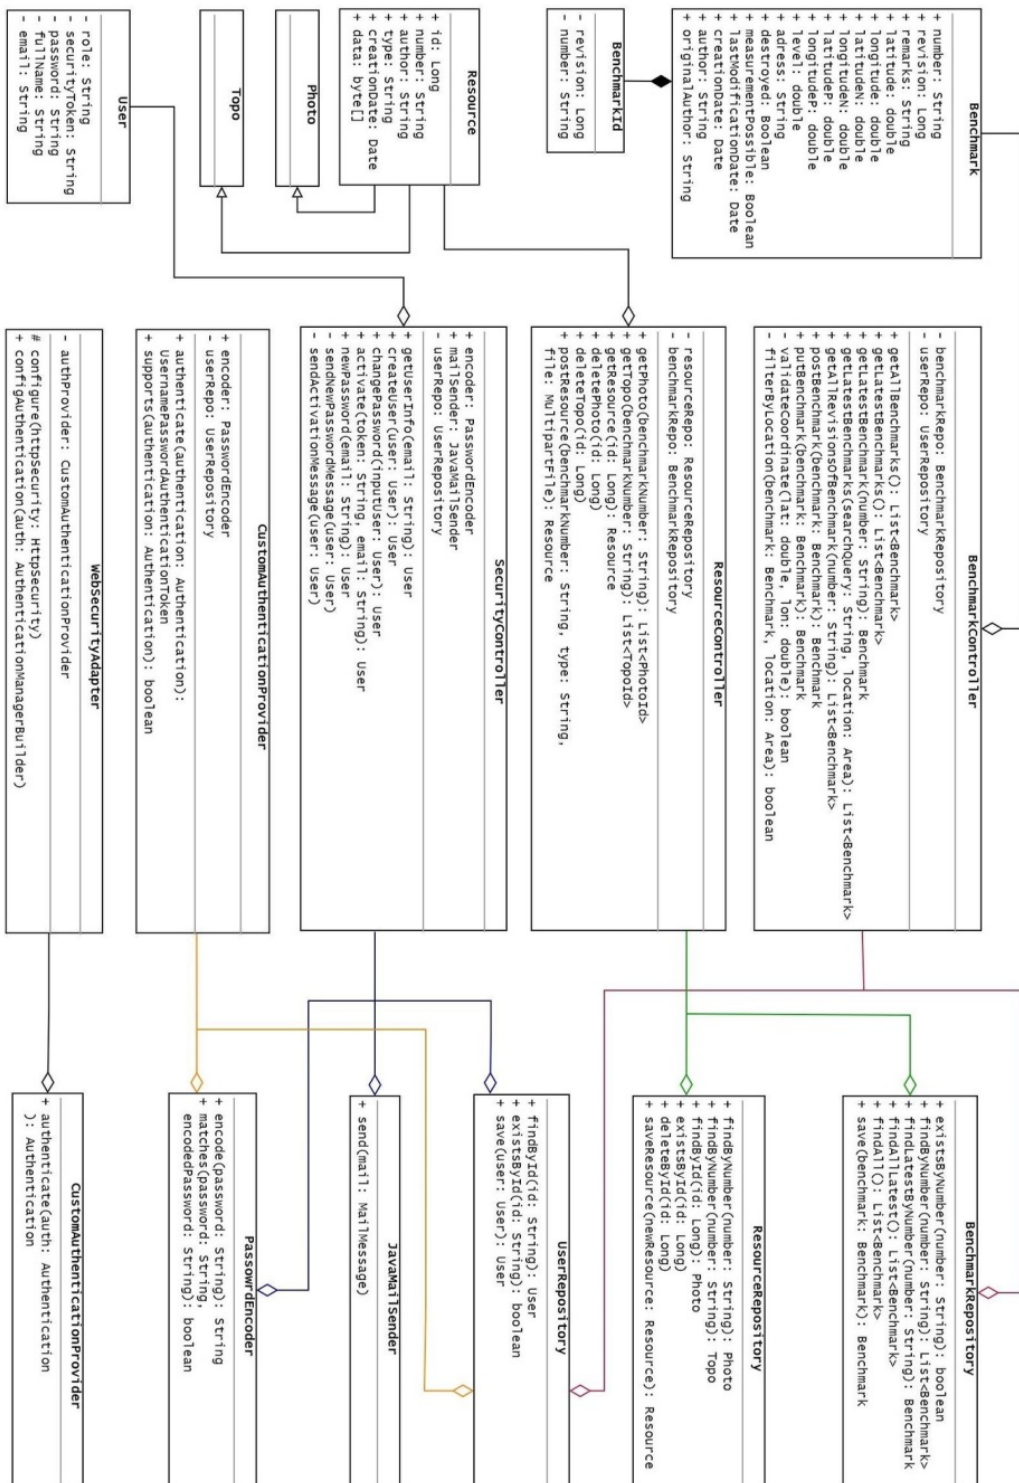 Benchmark
+ number: String
+ revision: Long
+ remarks: String
+ latitude: double
+ longitude: double
+ latitudeN: double
+ longitudeN: double
+ latitudeP: double
+ longitudeP: double
+ level: double
+ adress: String
+ destroyed: Boolean
+ measurementPossible: Boolean
+ lastModificationDate: Date
+ creationDate: Date
+ author: String
+ originalAuthor: String
BenchmarkId
- revision: Long
- number: String
Resource
+ id: Long
+ number: String
+ author: String
+ type: String
+ creationDate: Date
+ data: byte[]
Photo
Topo
User
- role: String
- securityToken: String
- password: String
- fullName: String
- email: String
BenchmarkController
- benchmarkRepo: BenchmarkRepository
- userRepo: UserRepository
+ getAllBenchmarks(): List<Benchmark>
+ getLatestBenchmarks(): List<Benchmark>
+ getLatestBenchmark(number: String): Benchmark
+ getLatestBenchmarks(searchQuery: String, location: Area): List<Benchmark>
+ getAllRevisionsOfBenchmark(number: String): List<Benchmark>
+ postBenchmark(benchmark: Benchmark): Benchmark
+ putBenchmark(benchmark: Benchmark): Benchmark
- validateCoordinate(lat: double, lon: double): boolean
- filterByLocation(benchmark: Benchmark, location: Area): boolean
ResourceController
- resourceRepo: ResourceRepository
- benchmarkRepo: BenchmarkRepository
+ getPhoto(benchmarkNumber: String): List<PhotoId>
+ getTopo(benchmarkNumber: String): List<TopoId>
+ getResource(id: Long): Resource
+ deletePhoto(id: Long)
+ deleteTopo(id: Long)
+ postResource(benchmarkNumber: String, type: String,
file: MultipartFile): Resource
SecurityController
+ encoder: PasswordEncoder
+ mailSender: JavaMailSender
- userRepo: UserRepository
+ getUserInfo(email: String): User
+ createUser(user: User): User
+ changePassword(inputUser: User): User
+ activate(token: String, email: String): User
+ newPassword(email: String): User
- sendNewPasswordMessage(user: User)
- sendActivationMessage(user: User)
CustomAuthenticationProvider
+ encoder: PasswordEncoder
- userRepo: UserRepository
+ authenticate(authentication: Authentication):
UsernamePasswordAuthenticationToken
+ supports(authentication: Authentication): boolean
WebSecurityAdapter
- authProvider: CustomAuthenticationProvider
# configure(httpSecurity: HttpSecurity)
+ configAuthentication(auth: AuthenticationManagerBuilder)
BenchmarkRepository
+ existsByNumber(number: String): boolean
+ findByNumber(number: String): List<Benchmark>
+ findLatestByNumber(number: String): Benchmark
+ findAllLatest(): List<Benchmark>
+ findAll(): List<Benchmark>
+ save(benchmark: Benchmark): Benchmark
ResourceRepository
+ findByNumber(number: String): Photo
+ findByNumber(number: String): Topo
+ findById(id: Long): Photo
+ existsById(id: Long)
+ deleteById(id: Long)
+ saveResource(newResource: Resource): Resource
UserRepository
+ findById(id: String): User
+ existsById(id: String): boolean
+ save(user: User): User
JavaMailSender
+ send(mail: MailMessage)
PassowrdEncoder
+ encode(password: String): String
+ matches(password: String,
encodedPassword: String): boolean
CustomAuthenticationProvider
+ authenticate(auth: Authentication
): Authentication